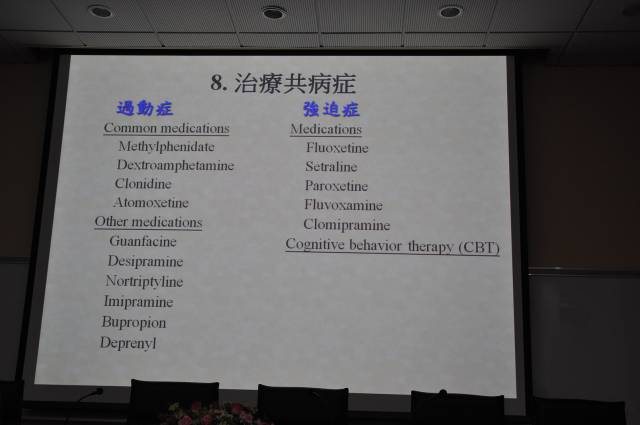 8. 治療共病症
過動症
Common medications
Methylphenidate
Dextroamphetamine
Clonidine
Atomoxetine
Other medications
Guanfacine
Desipramine
Nortriptyline
Imipramine
Bupropion
Deprenyl
強迫症
Medications
Fluoxetine
Setraline
Paroxetine
Fluvoxamine
Clomipramine
Cognitive behavior therapy (CBT)